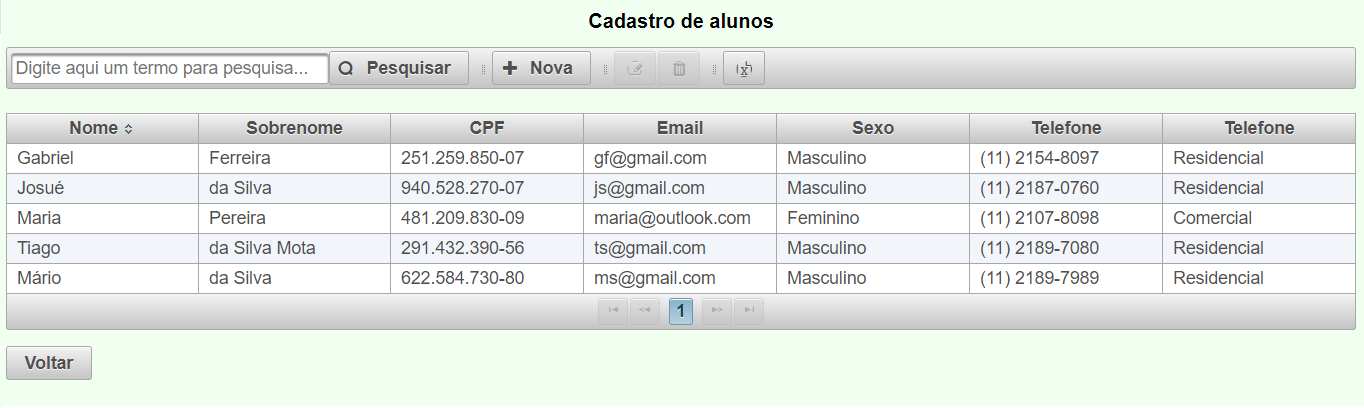 Cadastro de alunos
Digite aqui um termo para pesquisa... Pesquisar Nova
Nome Sobrenome CPF Email Sexo Telefone Telefone
Gabriel Ferreira 251.259.850-07 gf@gmail.com Masculino (11) 2154-8097 Residencial
Josué da Silva 940.528.270-07 js@gmail.com Masculino (11) 2187-0760 Residencial
Maria Pereira 481.209.830-09 maria@outlook.com Feminino (11) 2107-8098 Comercial
Tiago da Silva Mota 291.432.390-56 ts@gmail.com Masculino (11) 2189-7080 Residencial
Mário da Silva 622.584.730-80 ms@gmail.com Masculino (11) 2189-7989 Residencial
1
Voltar